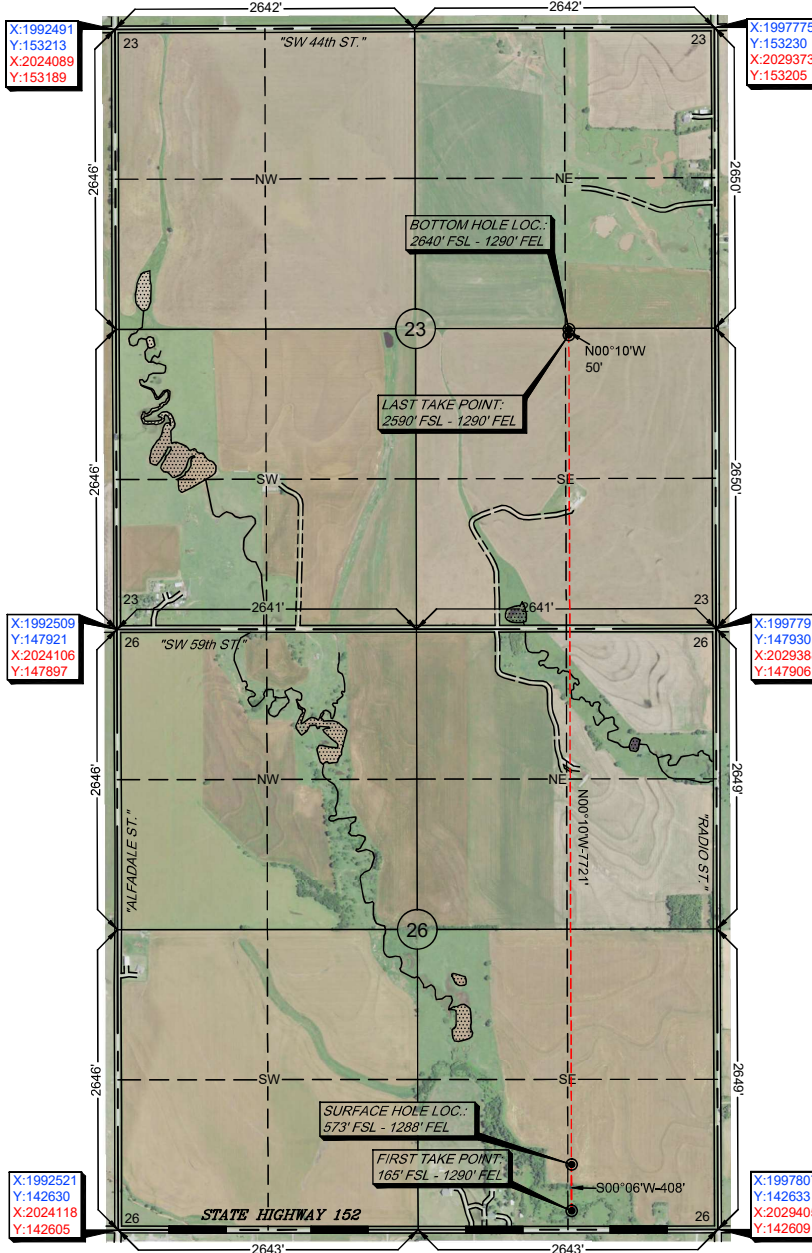 2642'
2642'
X:1992491
Y:153213
X:2024089
Y:153189
X:1997775
Y:153230
X:2029373
Y:153205
23
"SW 44th ST."
23
2646'
NW
NE
2650'
BOTTOM HOLE LOC.:
2640' FSL - 1290' FEL
23
N00°10'W
50'
LAST TAKE POINT:
2590' FSL - 1290' FEL
2646'
SW
SE
2650'
23
2641'
2641'
23
X:1992509
Y:147921
X:2024106
Y:147897
X:199779
Y:147930
X:202938
Y:147906
26
"SW 59th ST."
26
2646'
NW
NE
2649'
"ALFADALE ST."
N00°10'W-7721'
"RADIO ST."
26
2646'
SW
SE
2649'
SURFACE HOLE LOC.:
573' FSL - 1288' FEL
FIRST TAKE POINT:
165' FSL - 1290' FEL
S00°06'W-408'
X:1992521
Y:142630
X:2024118
Y:142605
X:199780
Y:142633
X:202940
Y:142609
26
STATE HIGHWAY 152
26
2643'
2643'